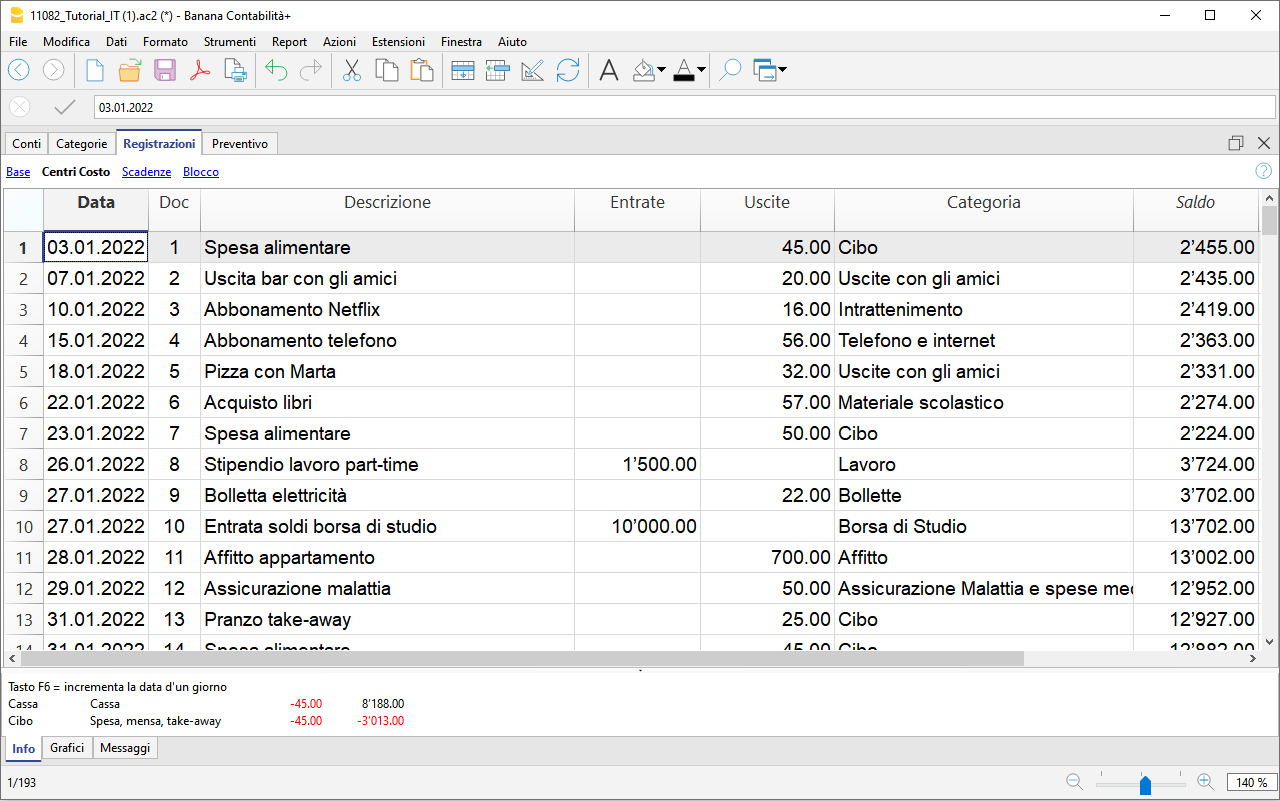 11082_Tutorial_IT (1).ac2 (*) - Banana Contabilità+
File Modifica Dati Formato Strumenti Report Azioni Estensioni Finestra Aiuto
03.01.2022
Conti Categorie Registrazioni Preventivo
Base Centri Costo Scadenze Blocco
Data Doc Descrizione Entrate Uscite Categoria Saldo
1 03.01.2022 1 Spesa alimentare 45.00 Cibo 2’455.00
2 07.01.2022 2 Uscita bar con gli amici 20.00 Uscite con gli amici 2’435.00
3 10.01.2022 3 Abbonamento Netflix 16.00 Intrattenimento 2’419.00
4 15.01.2022 4 Abbonamento telefono 56.00 Telefono e internet 2’363.00
5 18.01.2022 5 Pizza con Marta 32.00 Uscite con gli amici 2’331.00
6 22.01.2022 6 Acquisto libri 57.00 Materiale scolastico 2’274.00
7 23.01.2022 7 Spesa alimentare 50.00 Cibo 2’224.00
8 26.01.2022 8 Stipendio lavoro part-time 1’500.00 Lavoro 3’724.00
9 27.01.2022 9 Bolletta elettricità 22.00 Bollette 3’702.00
10 27.01.2022 10 Entrata soldi borsa di studio 10’000.00 Borsa di Studio 13’702.00
11 28.01.2022 11 Affitto appartamento 700.00 Affitto 13’002.00
12 29.01.2022 12 Assicurazione malattia 50.00 Assicurazione Malattia e spese med 12’952.00
13 31.01.2022 13 Pranzo take-away 25.00 Cibo 12’927.00
14 31.01.2022 14 Spesa alimentare 45.00 Cibo 12’882.00
Tasto F6 = incrementa la data d'un giorno
Cassa Cassa -45.00 8’188.00
Cibo Spesa, mensa, take-away -45.00 -3’013.00
Info Grafici Messaggi
1/193 140 %